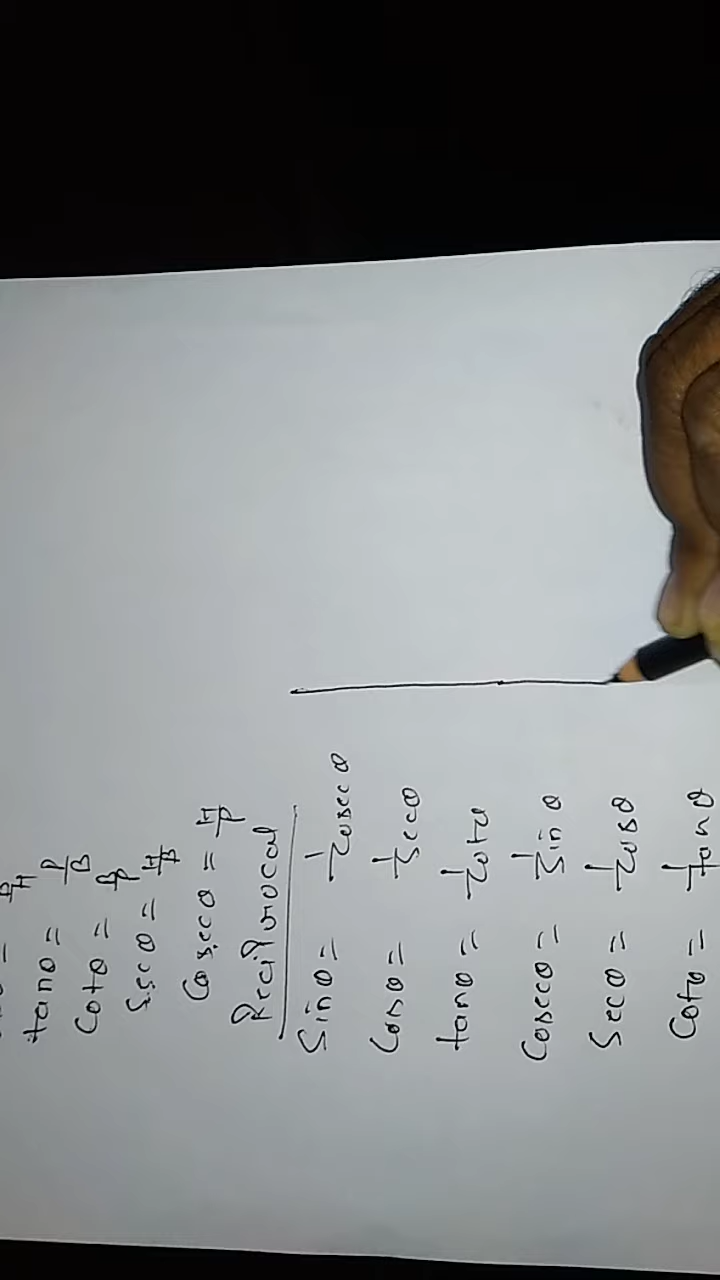 tanθ = P/B
Cotθ = B/P
Secθ = H/B
Cosecθ = H/P
Reciprocal
Sinθ = 1/Cosecθ
Cosθ = 1/Secθ
tanθ = 1/Cotθ
Cosecθ = 1/Sinθ
Secθ = 1/Cosθ
Cotθ = 1/tanθ